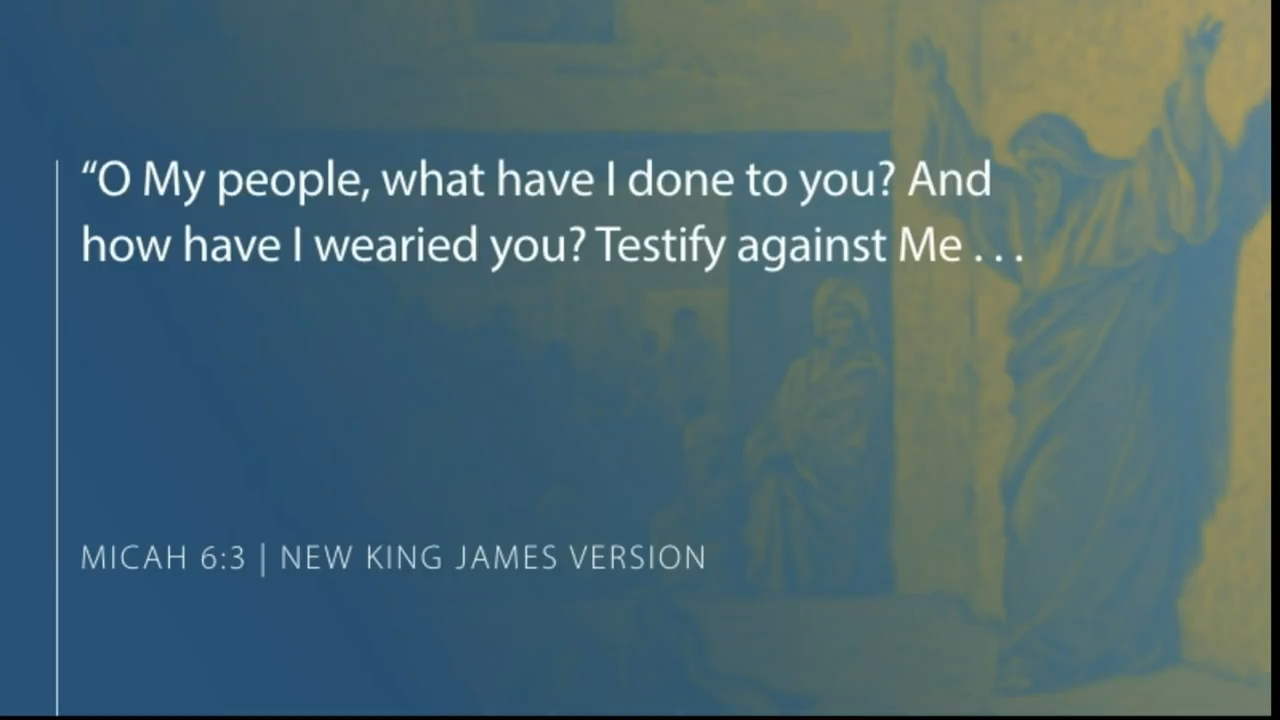 “O My people, what have I done to you? And
how have I wearied you? Testify against Me . . .
MICAH 6:3 | NEW KING JAMES VERSION